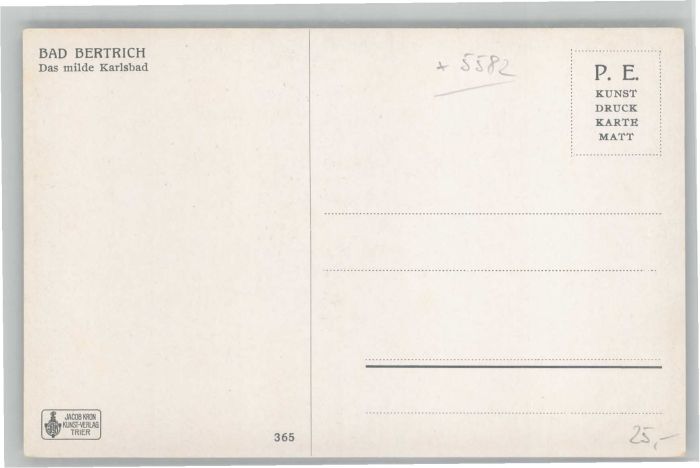 BAD BERTRICH
Das milde Karlsbad
* 5582
P. E.
KUNST
DRUCK
KARTE
MATT
JACOB KRON
KUNST-VERLAG
TRIER
365
25,-